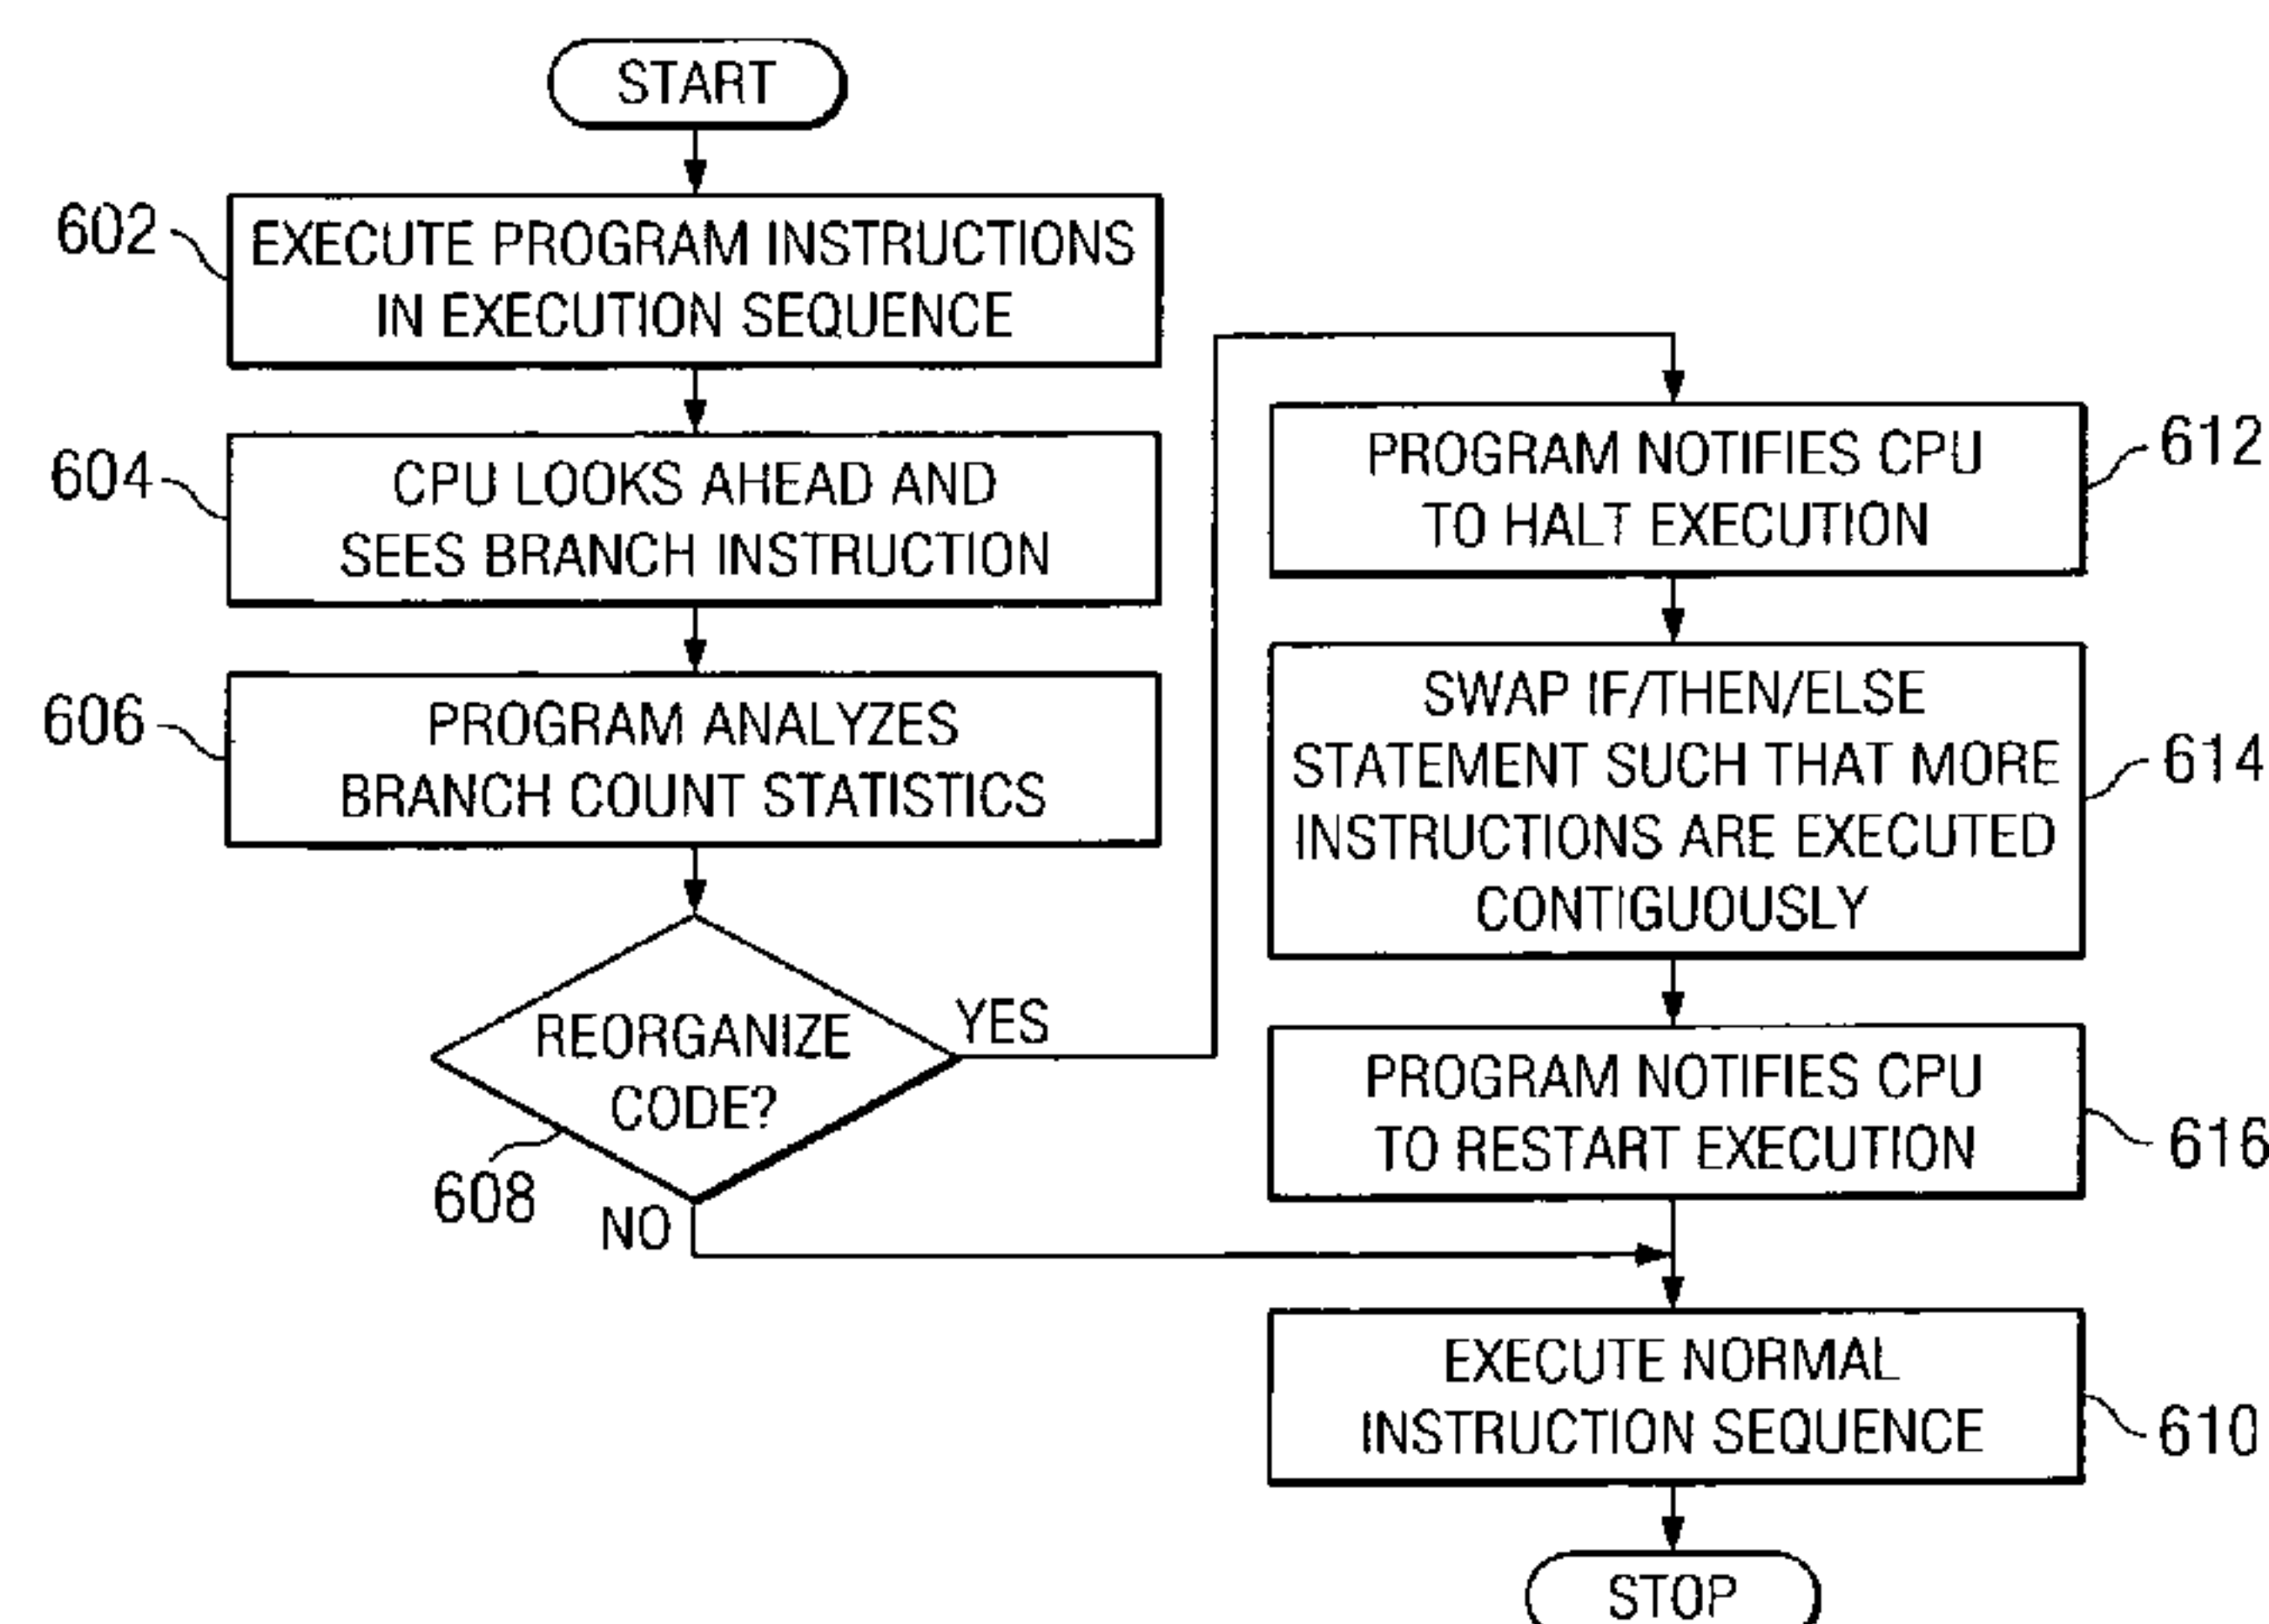 START
602
EXECUTE PROGRAM INSTRUCTIONS
IN EXECUTION SEQUENCE
604
CPU LOOKS AHEAD AND
SEES BRANCH INSTRUCTION
606
PROGRAM ANALYZES
BRANCH COUNT STATISTICS
REORGANIZE
CODE?
608
YES
NO
PROGRAM NOTIFIES CPU
TO HALT EXECUTION
612
SWAP IF/THEN/ELSE
STATEMENT SUCH THAT MORE
INSTRUCTIONS ARE EXECUTED
CONTIGUOUSLY
614
PROGRAM NOTIFIES CPU
TO RESTART EXECUTION
616
EXECUTE NORMAL
INSTRUCTION SEQUENCE
610
STOP